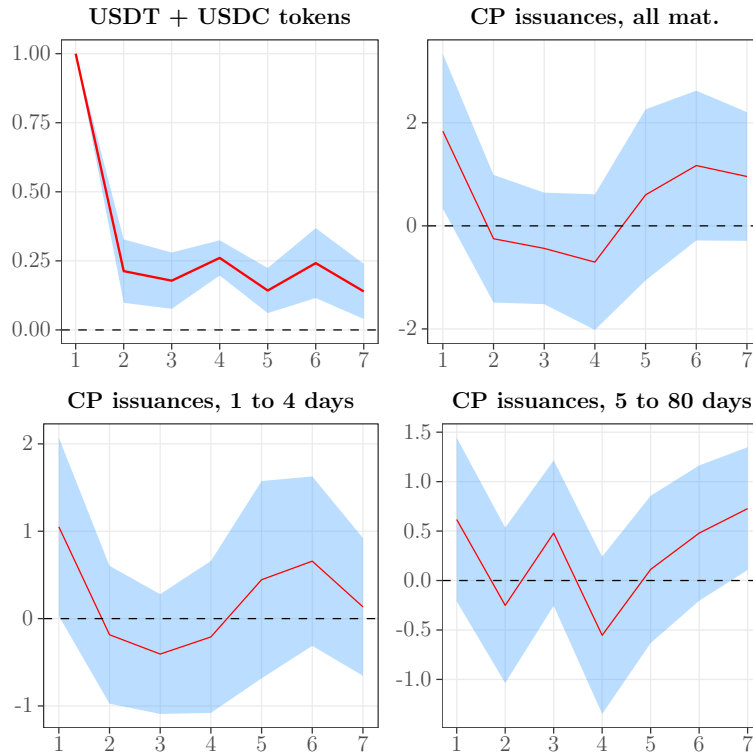 USDT + USDC tokens
1.00
0.75
0.50
0.25
0.00
1 2 3 4 5 6 7
CP issuances, all mat.
2
0
-2
1 2 3 4 5 6 7
CP issuances, 1 to 4 days
2
1
0
-1
1 2 3 4 5 6 7
CP issuances, 5 to 80 days
1.5
1.0
0.5
0.0
-0.5
-1.0
1 2 3 4 5 6 7